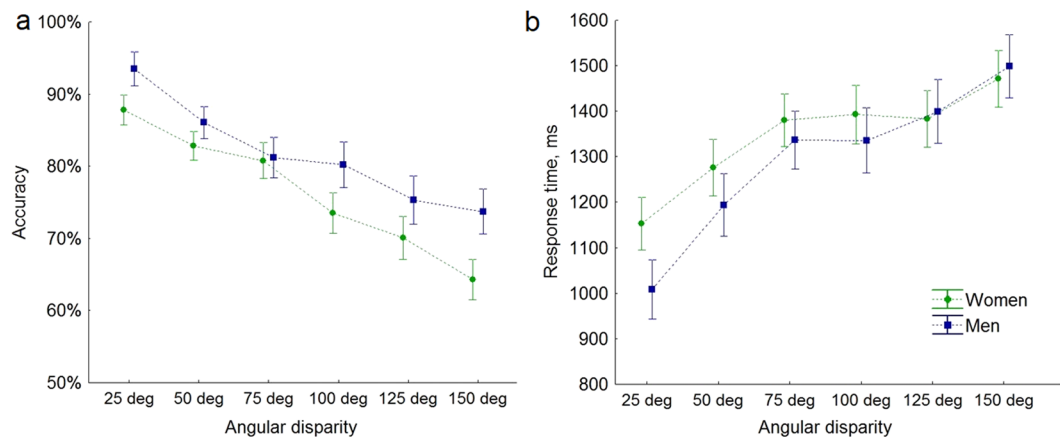 a
100%
90%
80%
70%
60%
50%
Accuracy
25 deg 50 deg 75 deg 100 deg 125 deg 150 deg
Angular disparity
b
1600
1500
1400
1300
1200
1100
1000
900
800
Response time, ms
Women
Men
25 deg 50 deg 75 deg 100 deg 125 deg 150 deg
Angular disparity